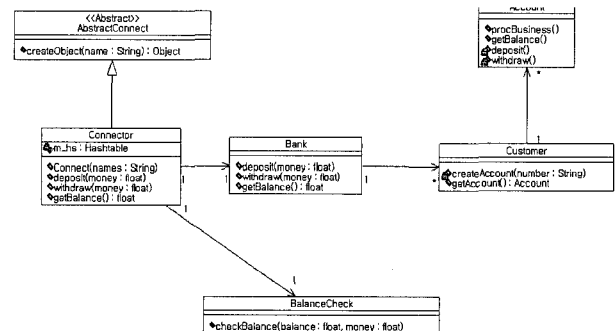 <<Abstract>>
AbstractConnect
createObject(name : String) : Object
Account
procBusiness()
getBalance()
deposit()
withdraw()
*
1
Connector
m_hs : Hashtable
Connect(names : String)
deposit(money : float)
withdraw(money : float)
getBalance() : float
1
1
Bank
deposit(money : float)
withdraw(money : float)
getBalance() : float
1
*
Customer
createAccount(number : String)
getAccount() : Account
1
1
BalanceCheck
checkBalance(balance : float, money : float)